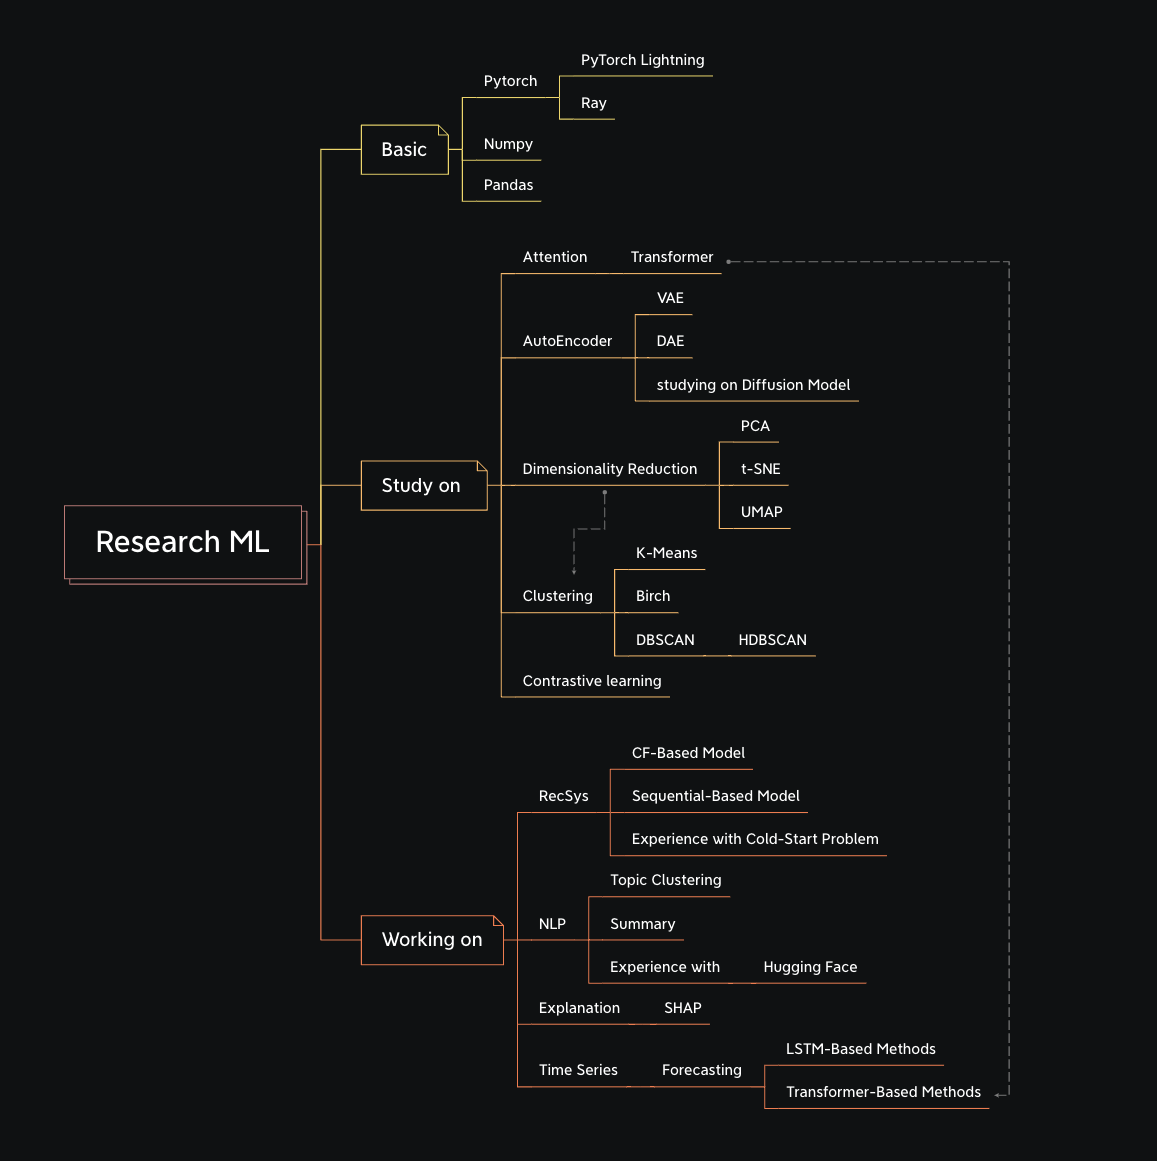 Research ML
Basic
Pytorch
PyTorch Lightning
Ray
Numpy
Pandas
Study on
Attention
Transformer
AutoEncoder
VAE
DAE
studying on Diffusion Model
Dimensionality Reduction
PCA
t-SNE
UMAP
Clustering
K-Means
Birch
DBSCAN
HDBSCAN
Contrastive learning
Working on
RecSys
CF-Based Model
Sequential-Based Model
Experience with Cold-Start Problem
NLP
Topic Clustering
Summary
Experience with
Hugging Face
Explanation
SHAP
Time Series
Forecasting
LSTM-Based Methods
Transformer-Based Methods